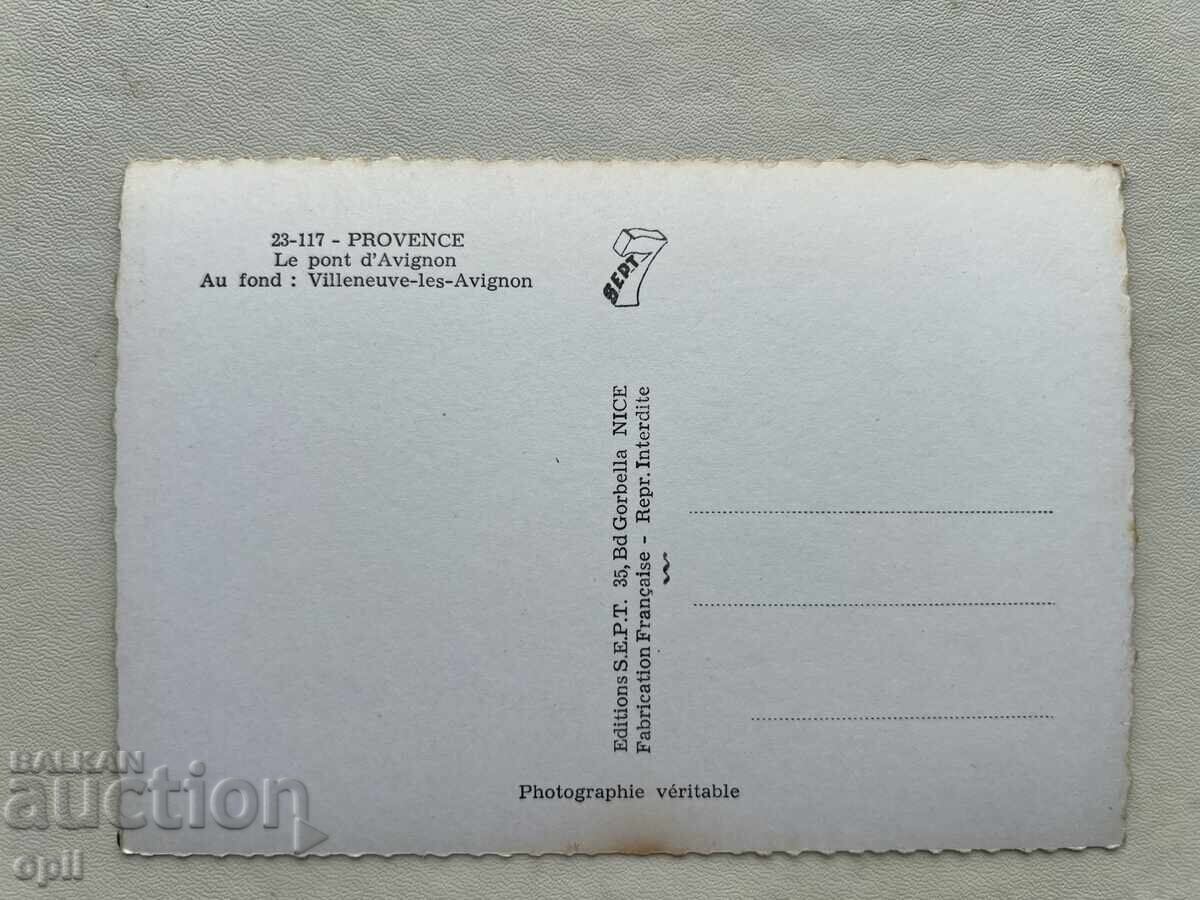 23-117 - PROVENCE
Le pont d'Avignon
Au fond : Villeneuve-les-Avignon
SEPT
7
Editions S.E.P.T. 35, Bd Gorbella NICE
Fabrication Française - Repr. Interdite
Photographie véritable
BALKAN
auction
opil